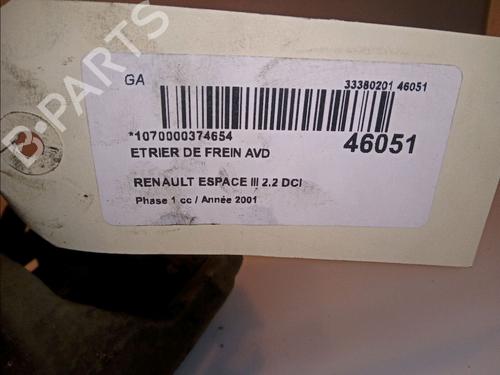 GA
33380201 46051
*1070000374654
46051
ETRIER DE FREIN AVD
RENAULT ESPACE III 2.2 DCI
Phase 1 cc / Année 2001
B-PARTS